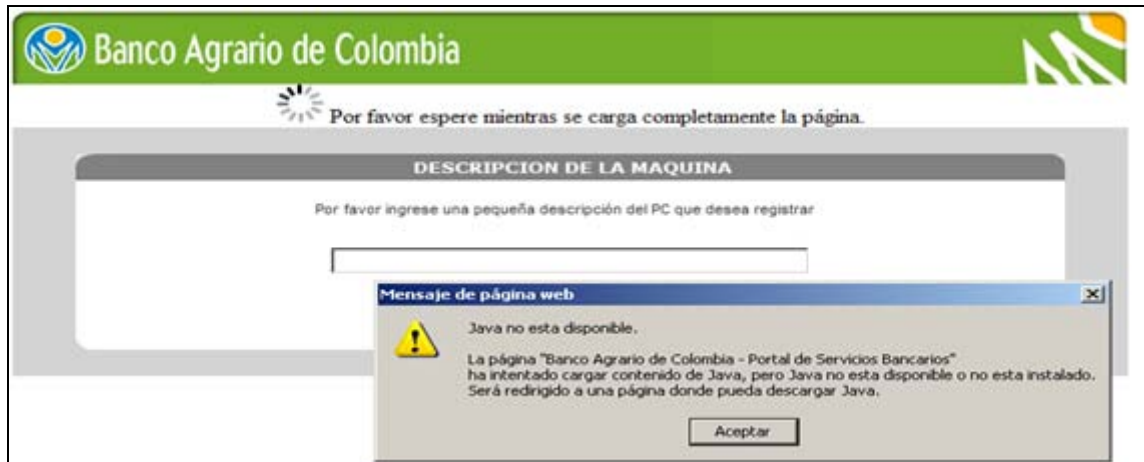 Banco Agrario de Colombia
Por favor espere mientras se carga completamente la página.
DESCRIPCION DE LA MAQUINA
Por favor ingrese una pequeña descripción del PC que desea registrar
Mensaje de página web
Java no esta disponible.
La página "Banco Agrario de Colombia - Portal de Servicios Bancarios"
ha intentado cargar contenido de Java, pero Java no esta disponible o no esta instalado.
Será redirigido a una página donde pueda descargar Java.
Aceptar